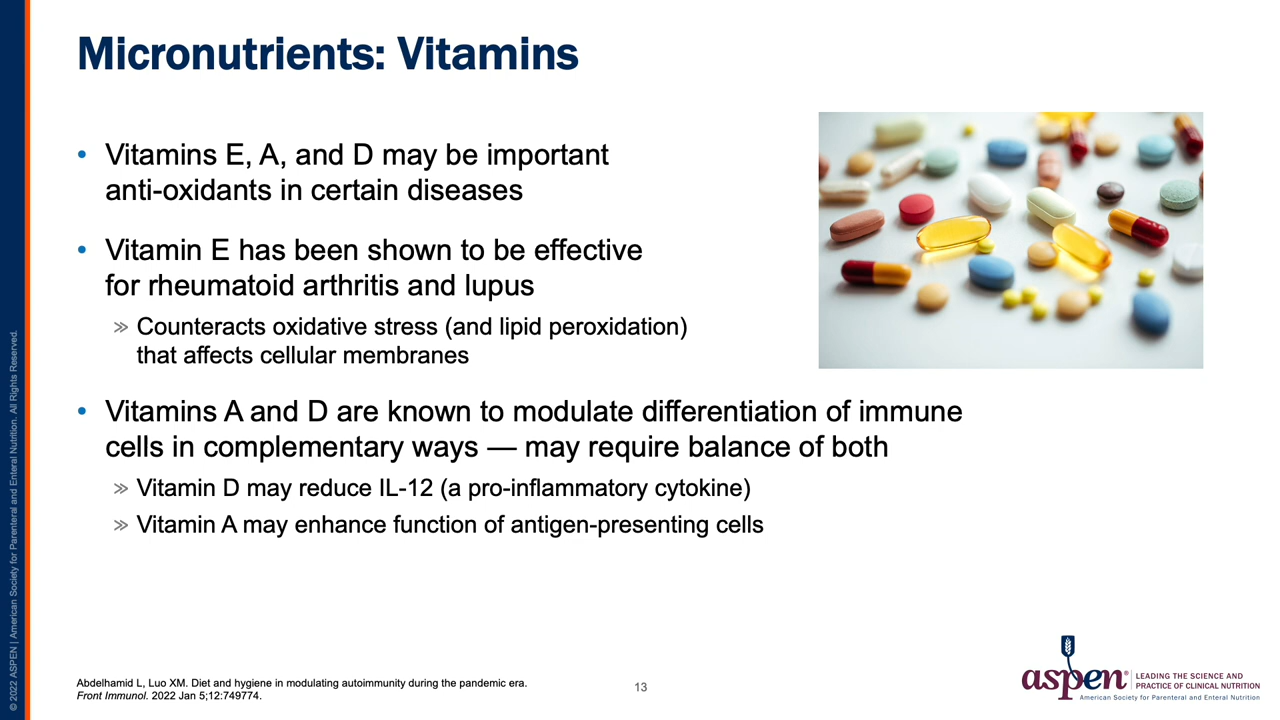 Micronutrients: Vitamins
• Vitamins E, A, and D may be important
anti-oxidants in certain diseases
• Vitamin E has been shown to be effective
for rheumatoid arthritis and lupus
» Counteracts oxidative stress (and lipid peroxidation)
that affects cellular membranes
• Vitamins A and D are known to modulate differentiation of immune
cells in complementary ways — may require balance of both
» Vitamin D may reduce IL-12 (a pro-inflammatory cytokine)
» Vitamin A may enhance function of antigen-presenting cells
Abdelhamid L, Luo XM. Diet and hygiene in modulating autoimmunity during the pandemic era.
Front Immunol. 2022 Jan 5;12:749774.
13
aspen®
LEADING THE SCIENCE AND
PRACTICE OF CLINICAL NUTRITION
American Society for Parenteral and Enteral Nutrition
© 2022 ASPEN | American Society for Parenteral and Enteral Nutrition. All Rights Reserved.